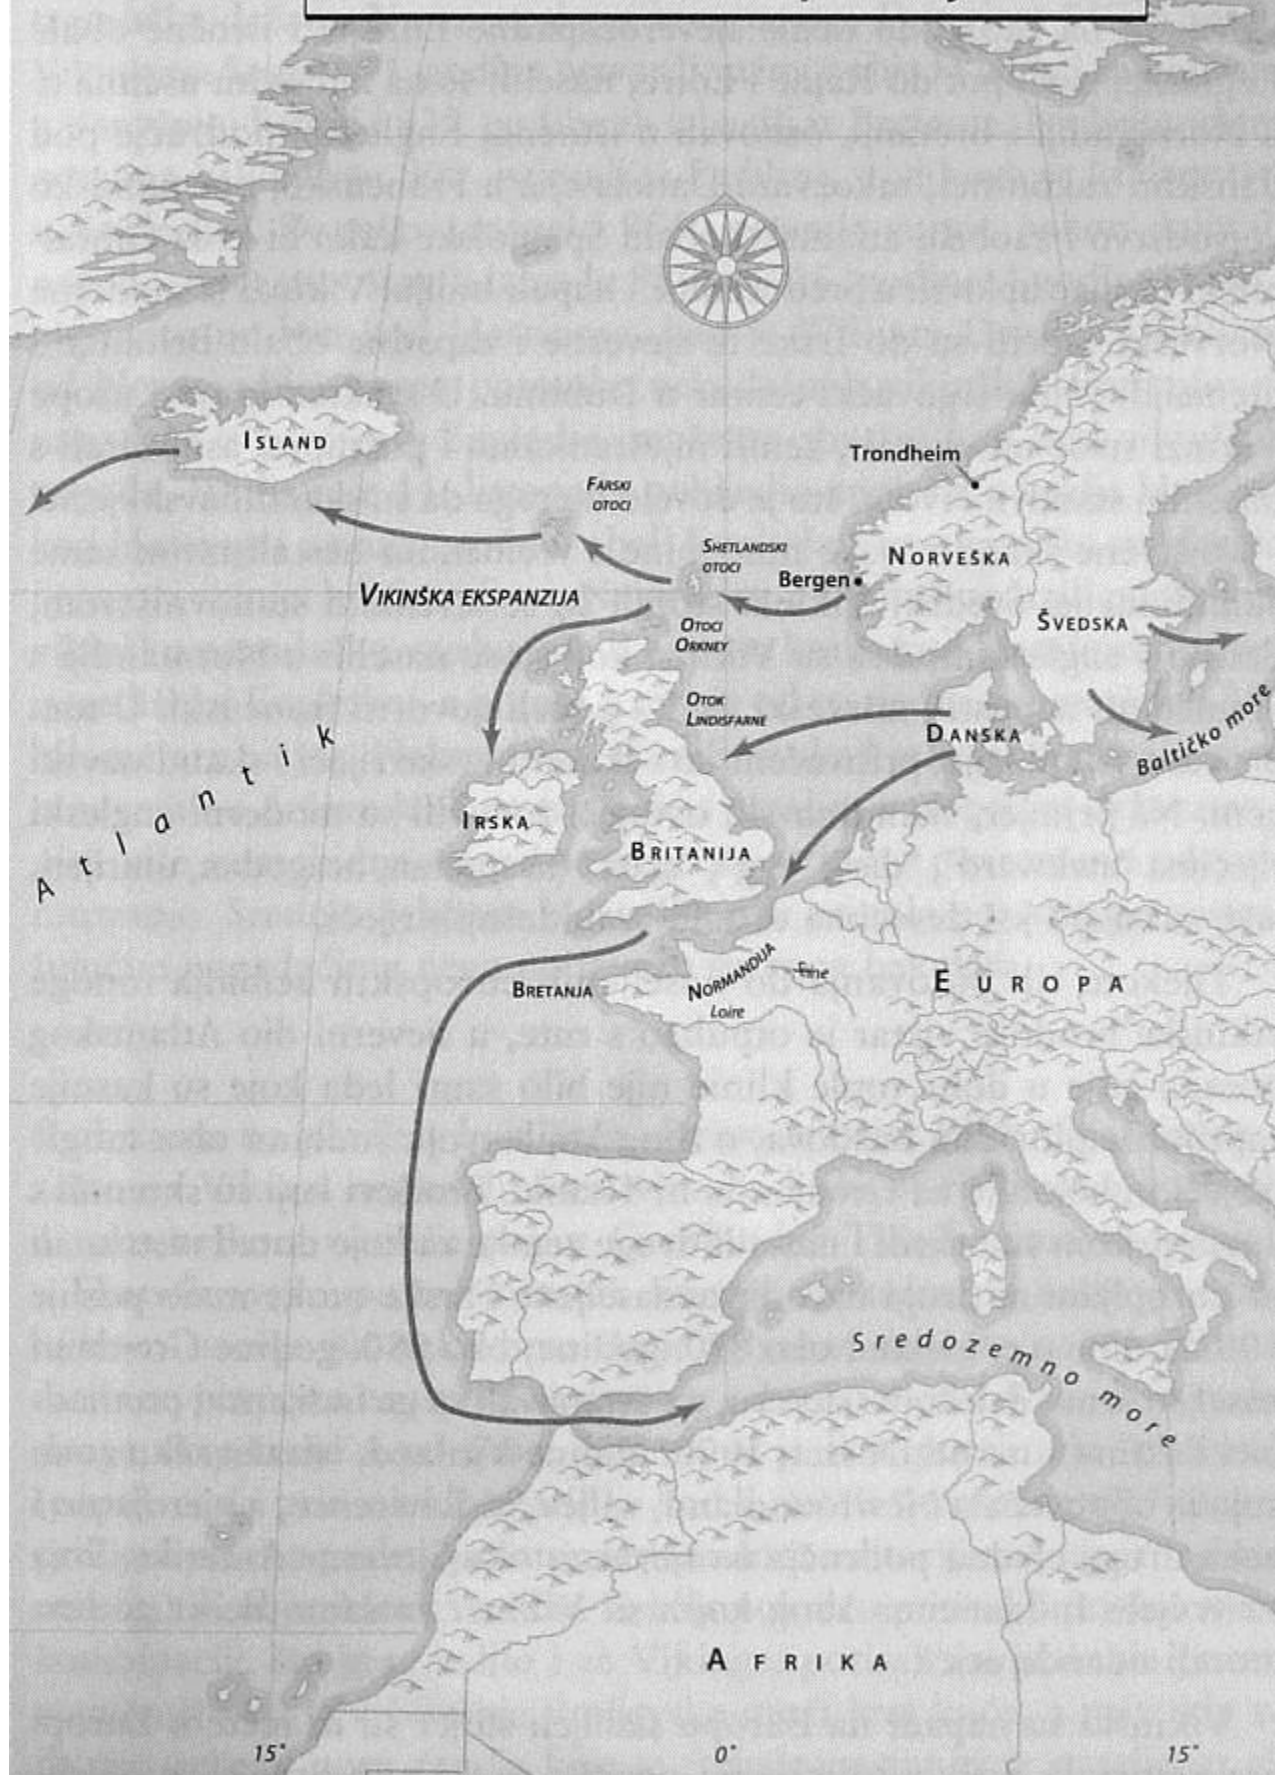 ISLAND
Trondheim
FARSKI
OTOCI
SHETLANDSKI
OTOCI
NORVEŠKA
Bergen
VIKINŠKA EKSPANZIJA
ŠVEDSKA
OTOCI
ORKNEY
OTOK
LINDISFARNE
DANSKA
Baltičko more
Atlantik
IRSKA
BRITANIJA
NORMANDIJA
BRETANJA
EUROPA
Loire
Sredozemno more
AFRIKA
15°
0°
15°